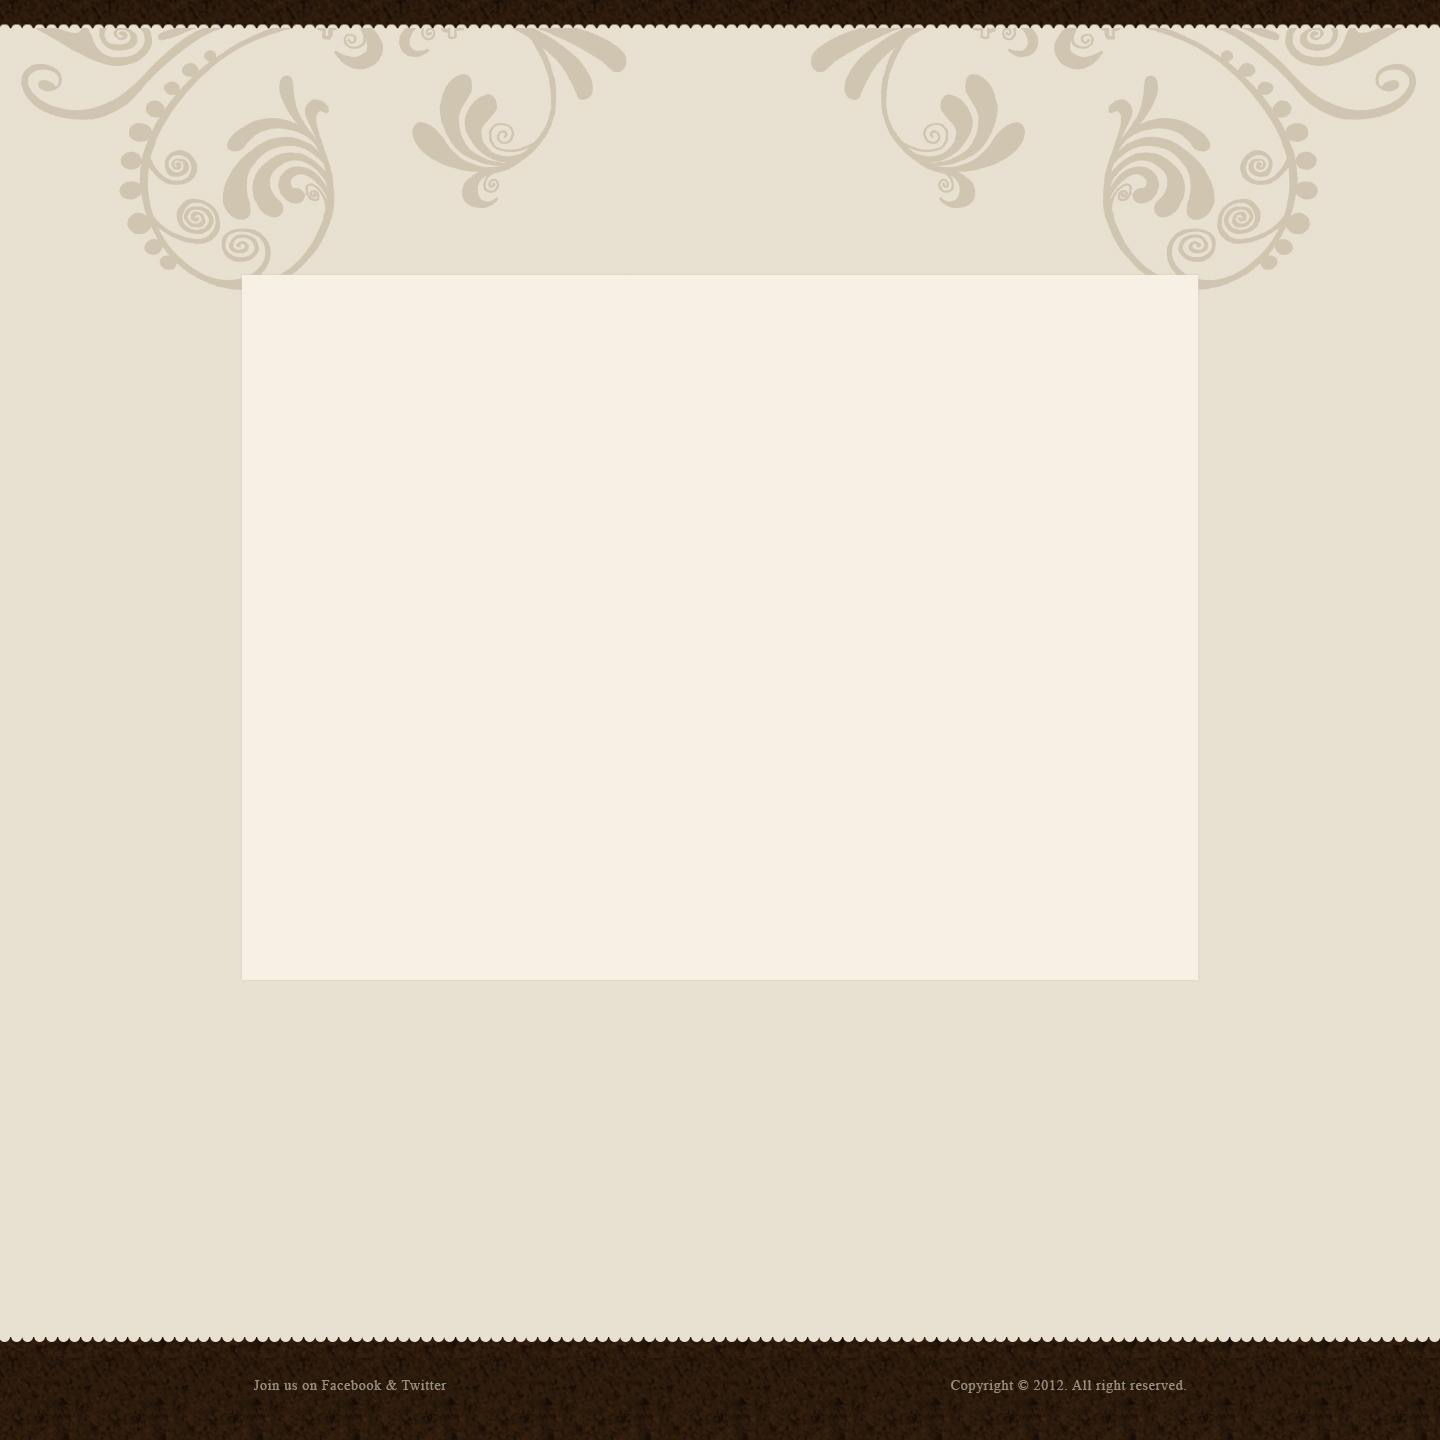 Join us on Facebook & Twitter
Copyright © 2012. All right reserved.